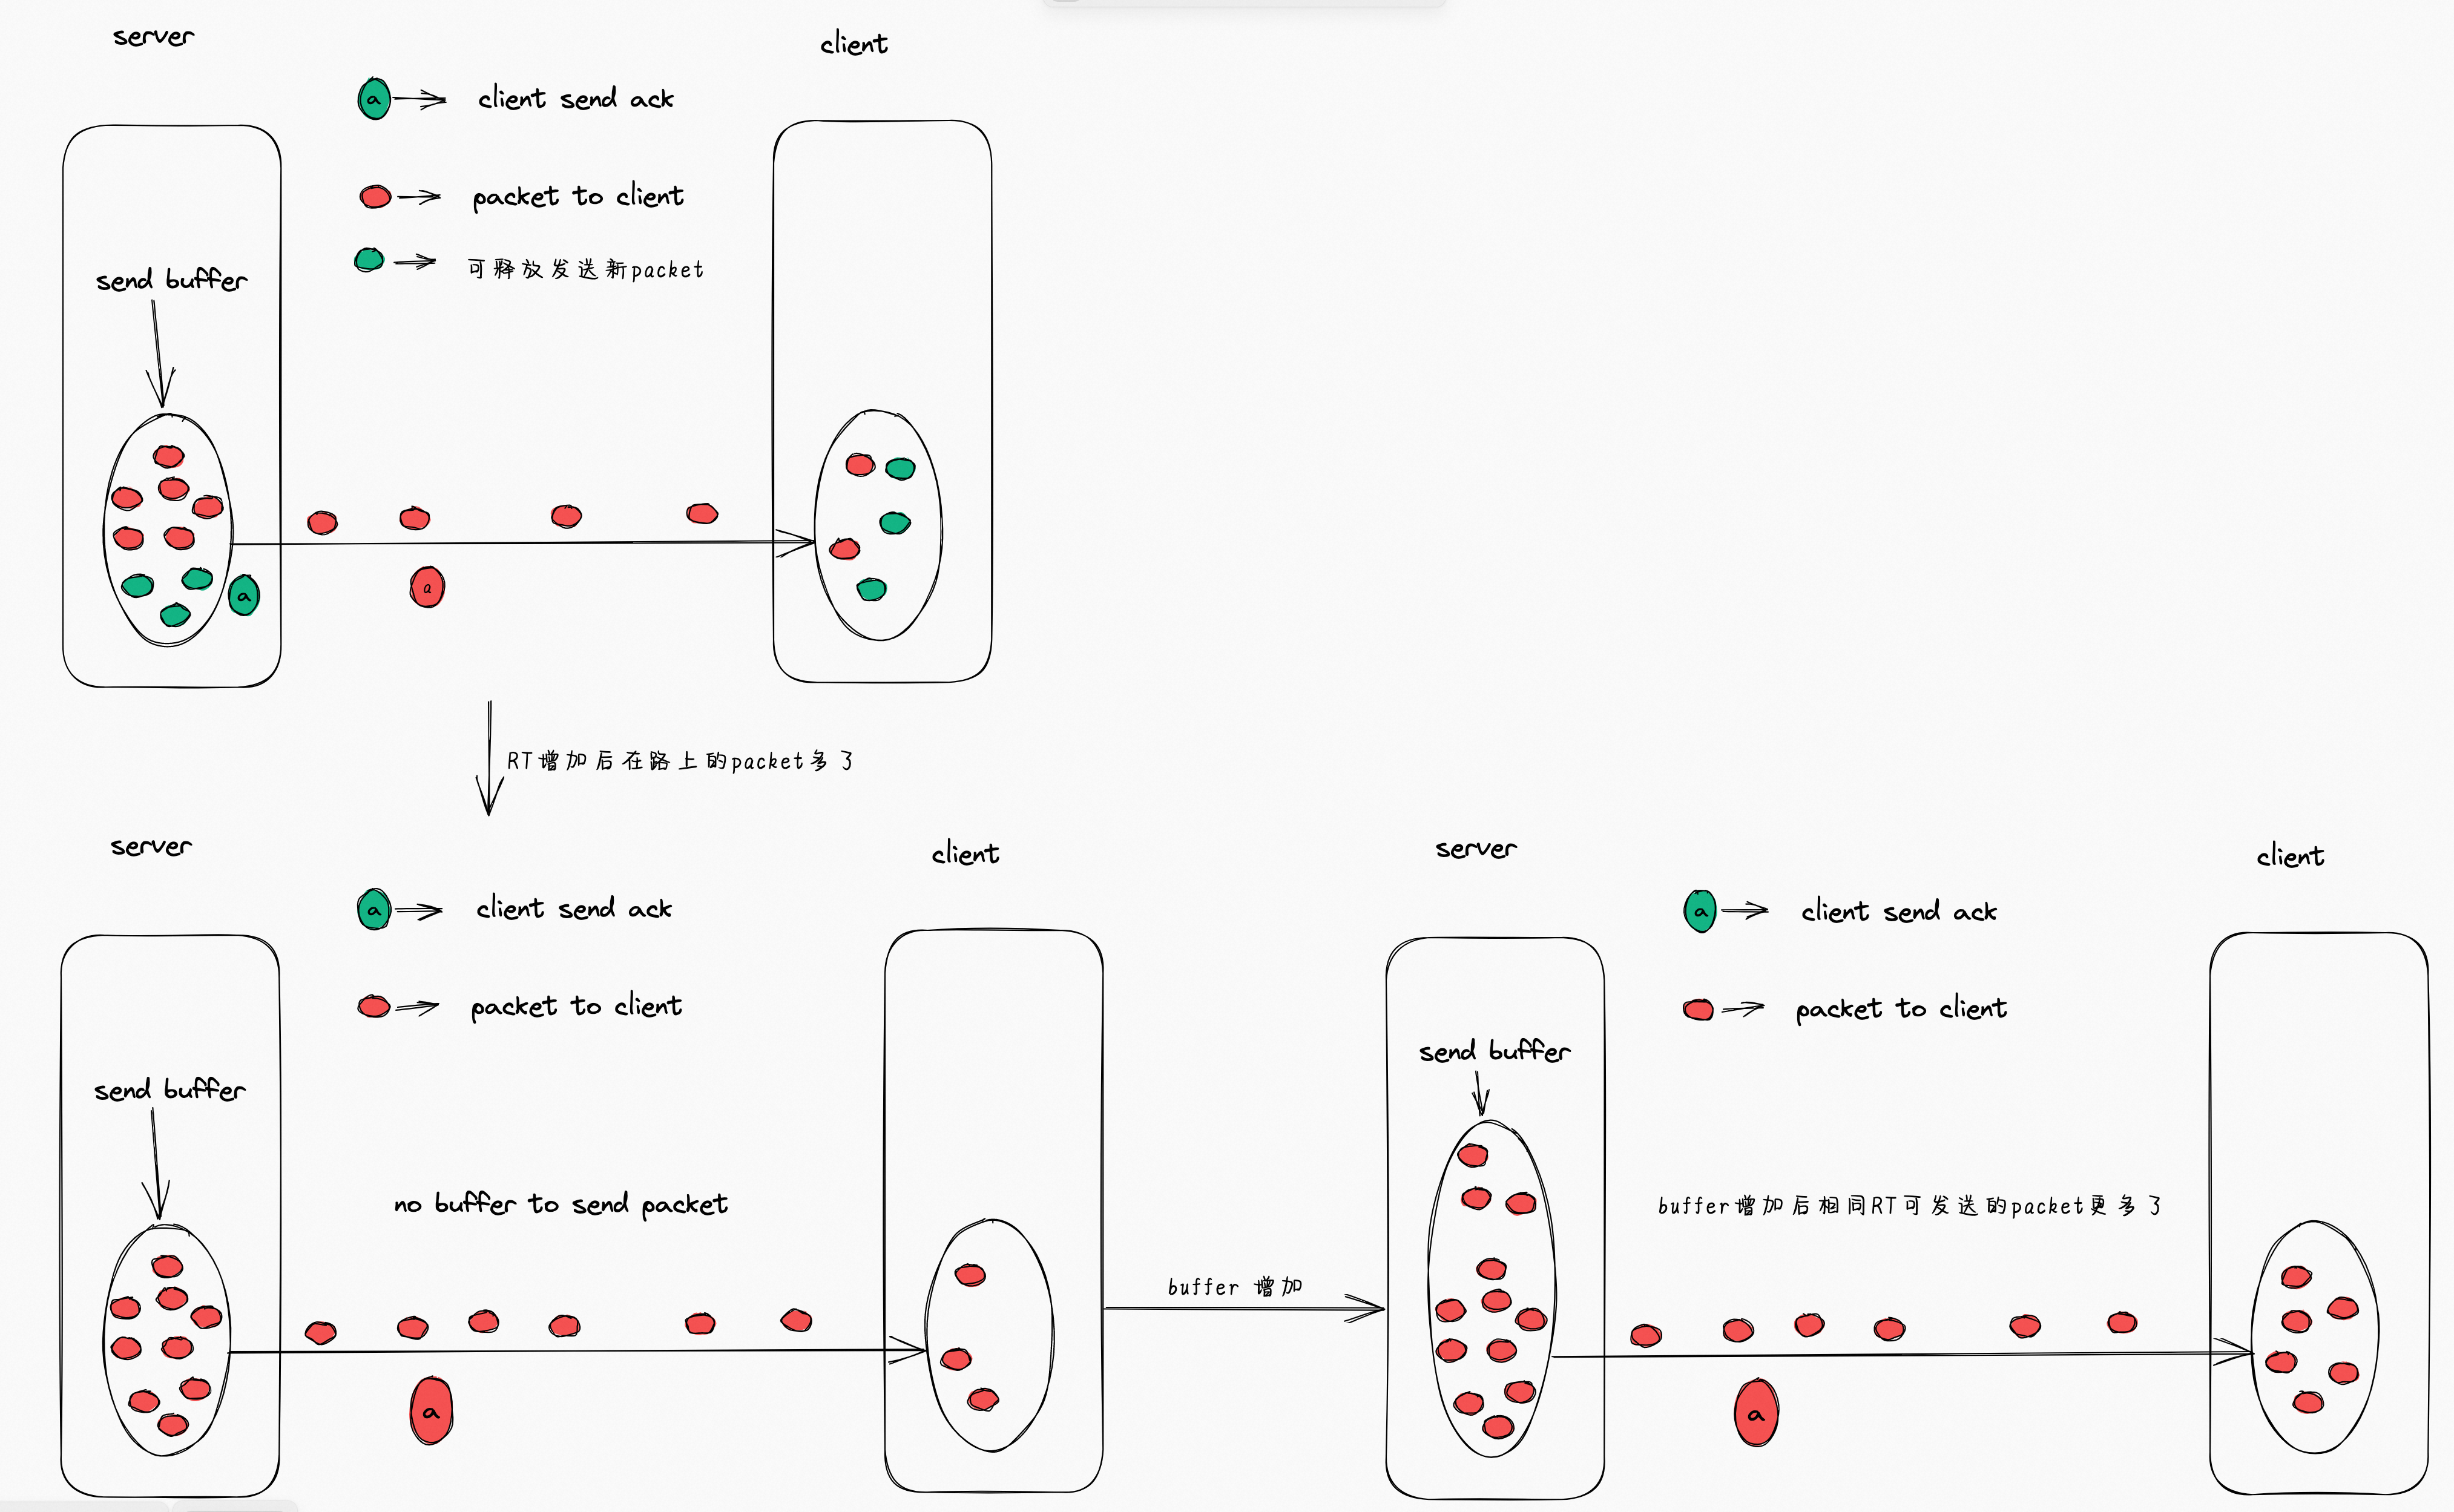 server
client
a
client send ack
packet to client
可释放发送新packet
send buffer
a
a
RT增加后在路上的packet多了
server
client
a
client send ack
packet to client
send buffer
no buffer to send packet
a
buffer 增加
server
client
a
client send ack
packet to client
send buffer
buffer增加后相同RT可发送的packet更多了
a